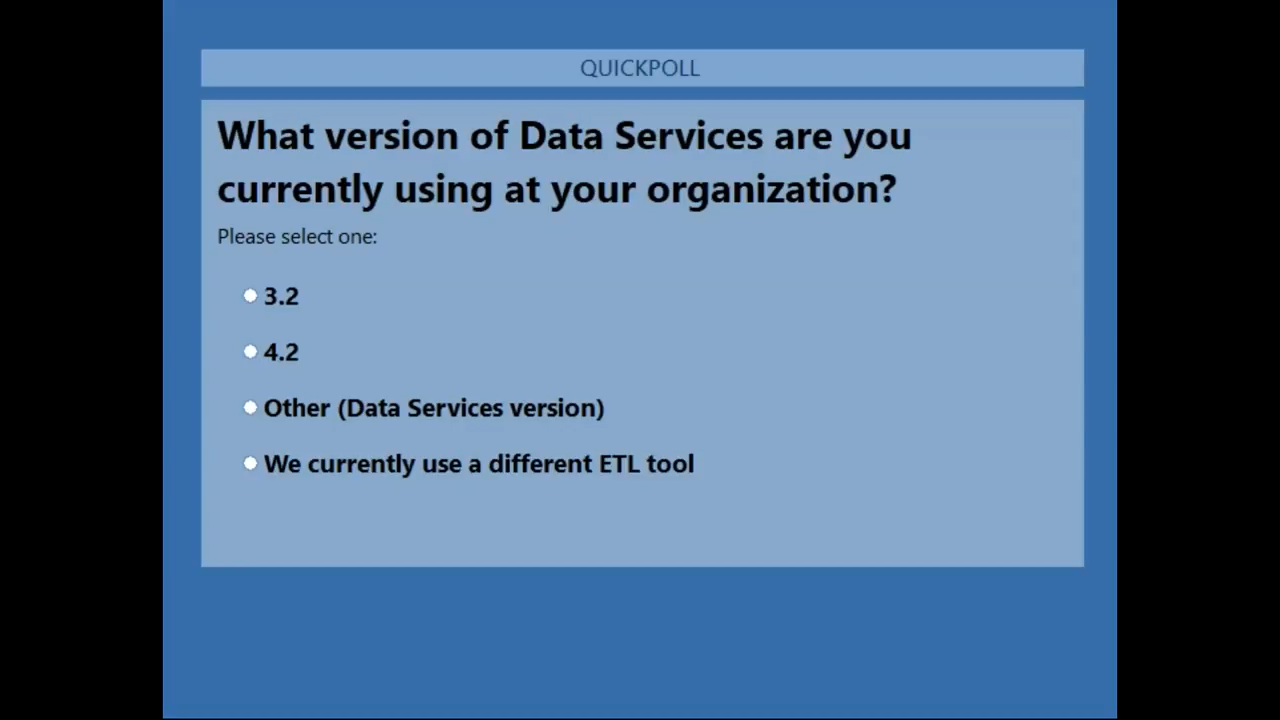 QUICKPOLL
What version of Data Services are you
currently using at your organization?
Please select one:
3.2
4.2
Other (Data Services version)
We currently use a different ETL tool